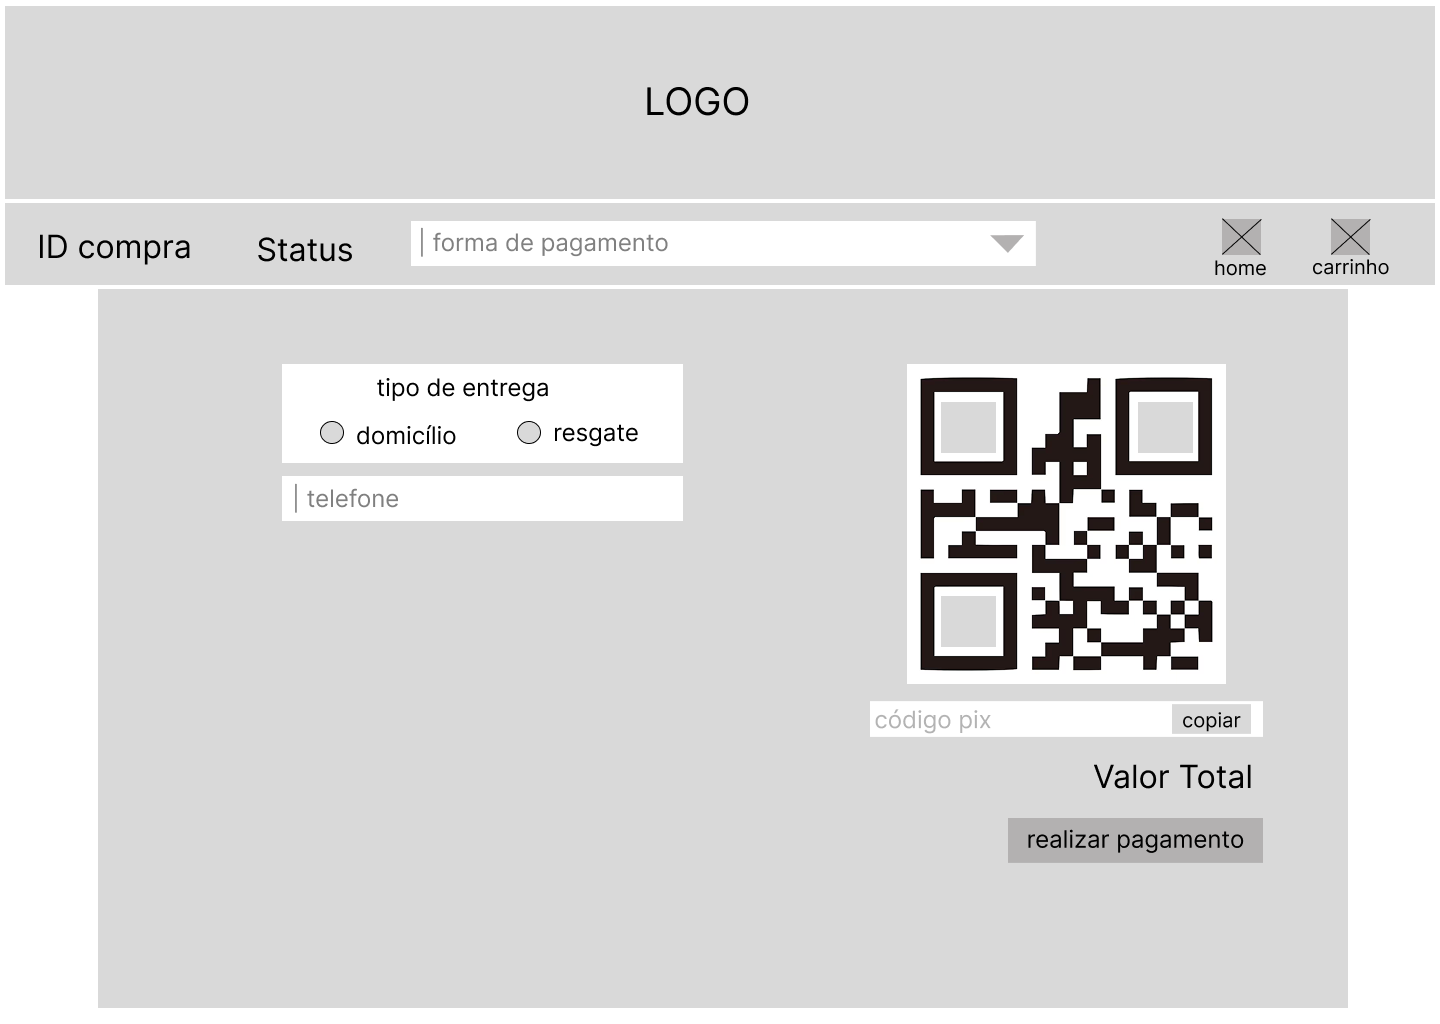 LOGO
ID compra
Status
forma de pagamento
home
carrinho
tipo de entrega
domicílio
resgate
telefone
código pix
copiar
Valor Total
realizar pagamento